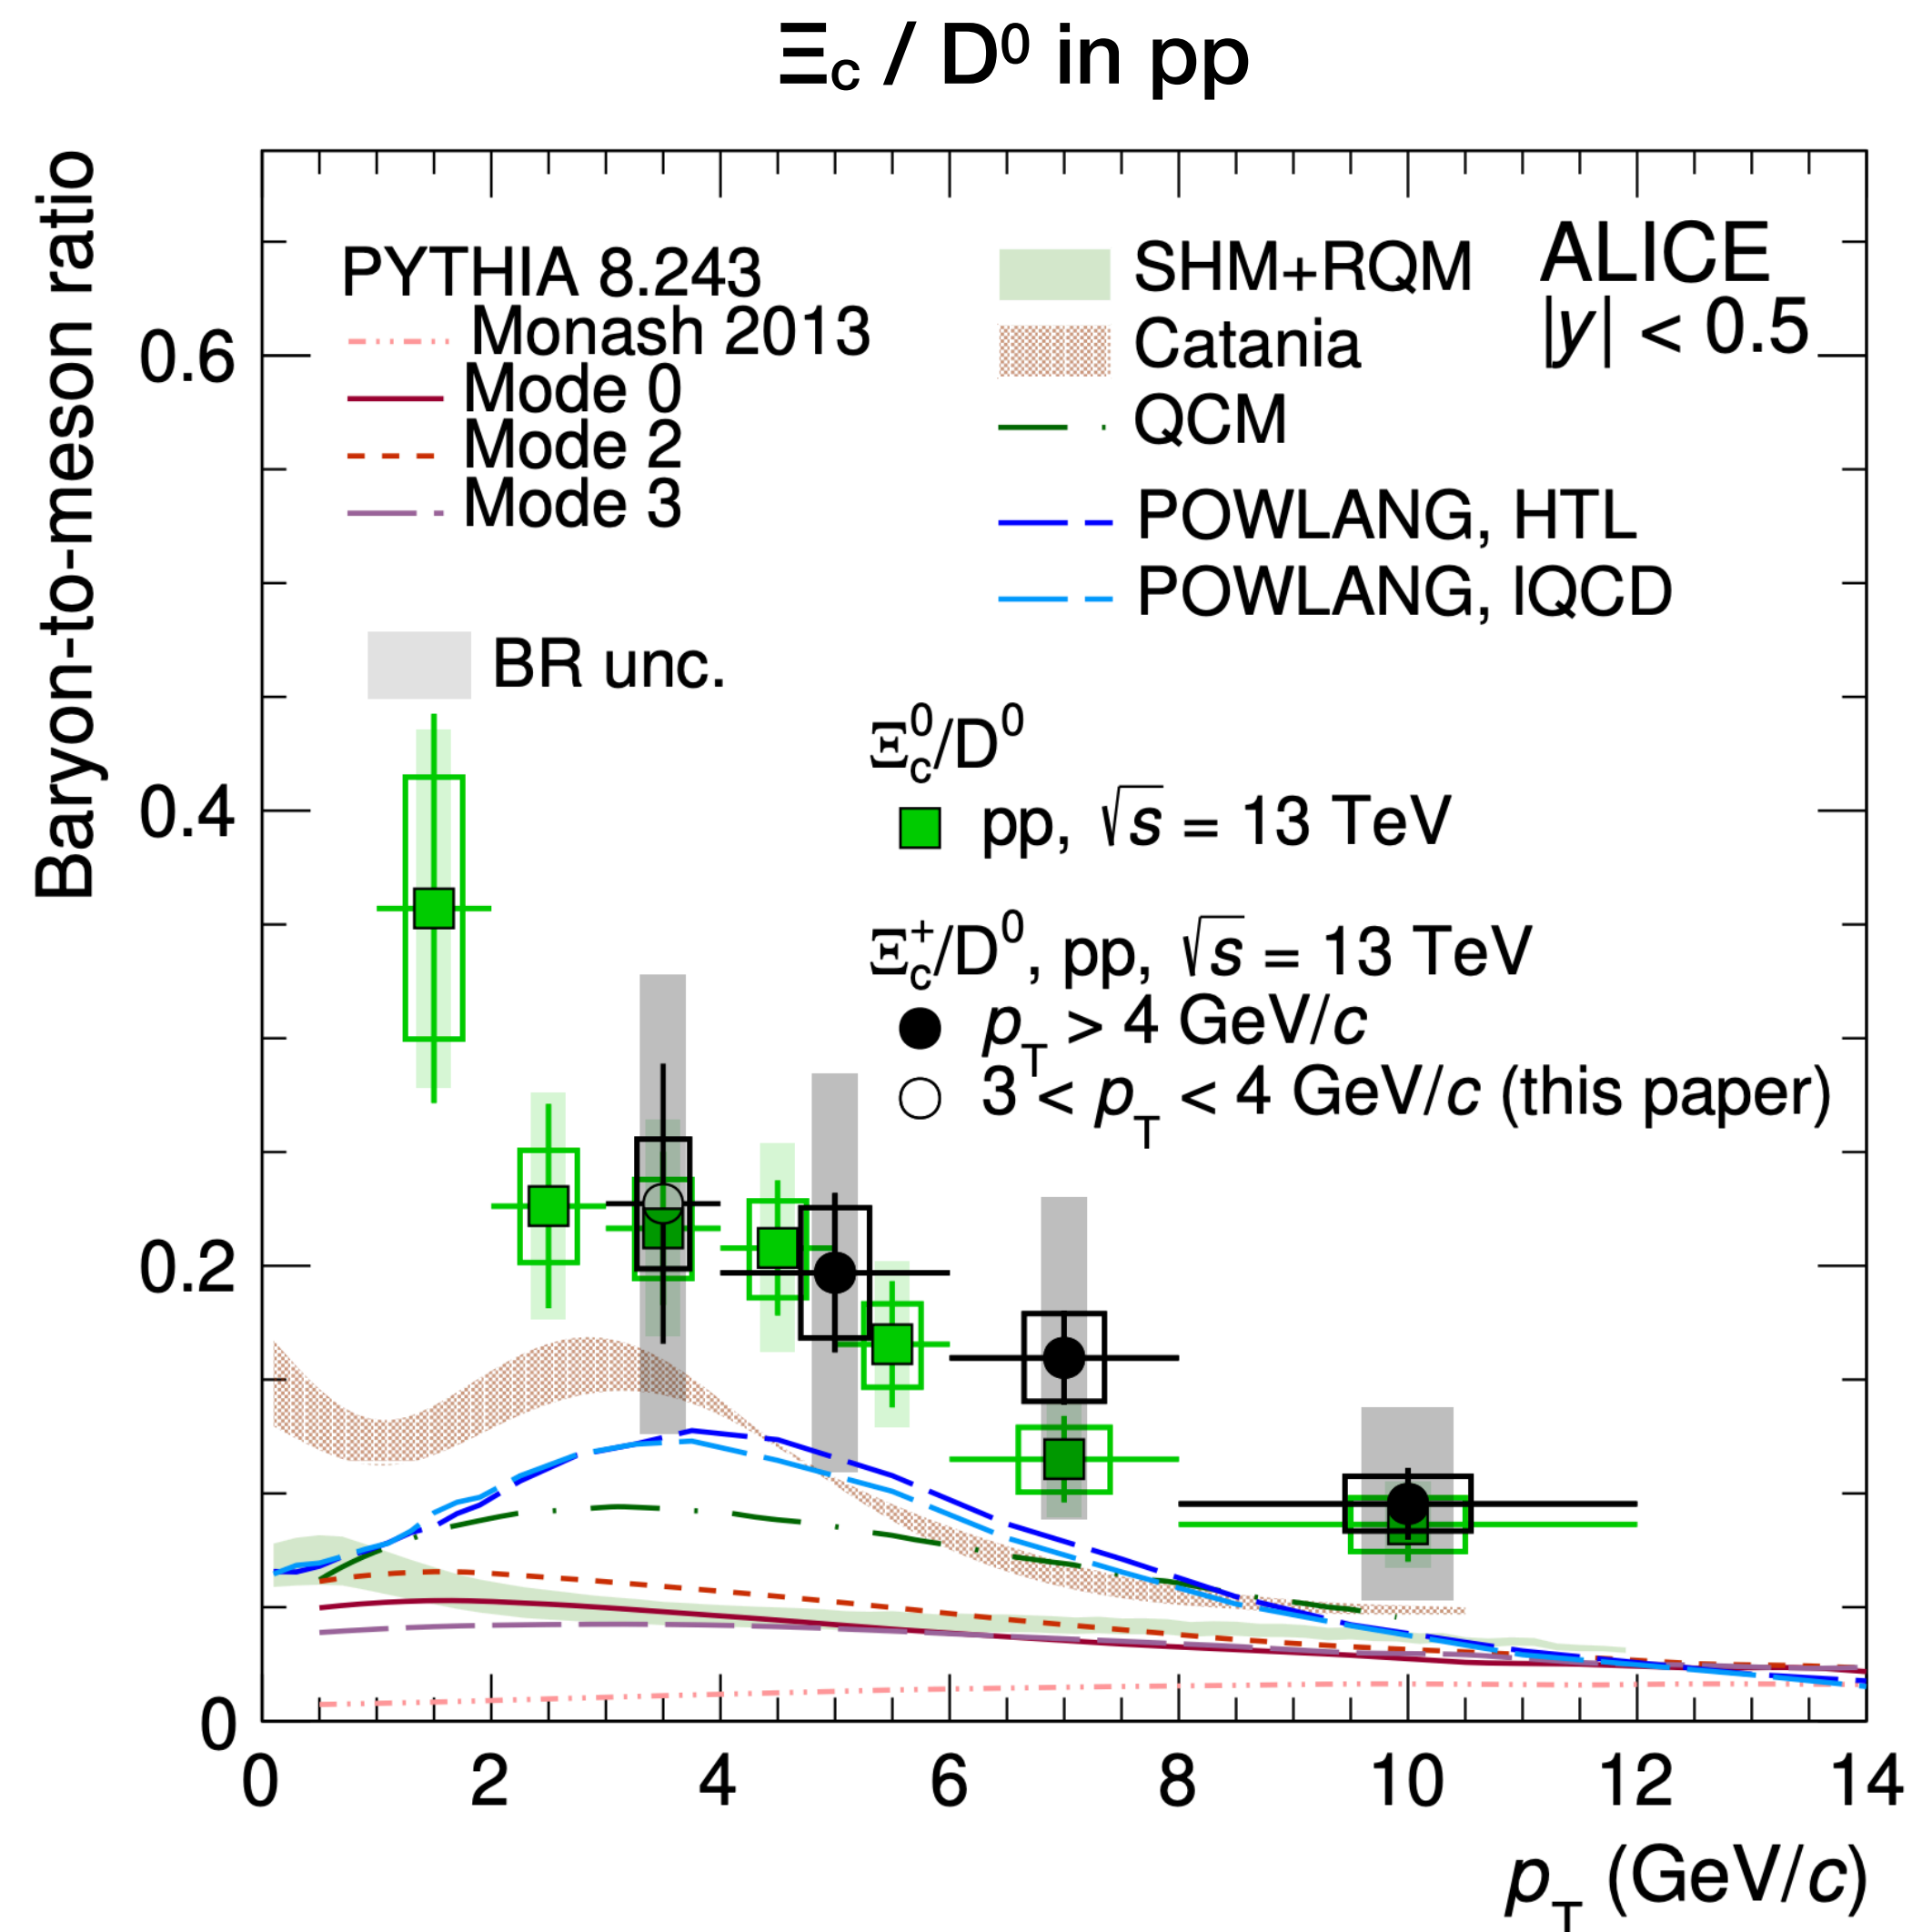 Ξc / D⁰ in pp
Baryon-to-meson ratio
PYTHIA 8.243
Monash 2013
Mode 0
Mode 2
Mode 3
BR unc.
SHM+RQM
Catania
QCM
POWLANG, HTL
POWLANG, lQCD
ALICE
|y| < 0.5
Ξc⁰/D⁰
pp, √s = 13 TeV
Ξc⁺/D⁰, pp, √s = 13 TeV
pT > 4 GeV/c
3 < pT < 4 GeV/c (this paper)
0.6
0.4
0.2
0
0 2 4 6 8 10 12 14
pT (GeV/c)